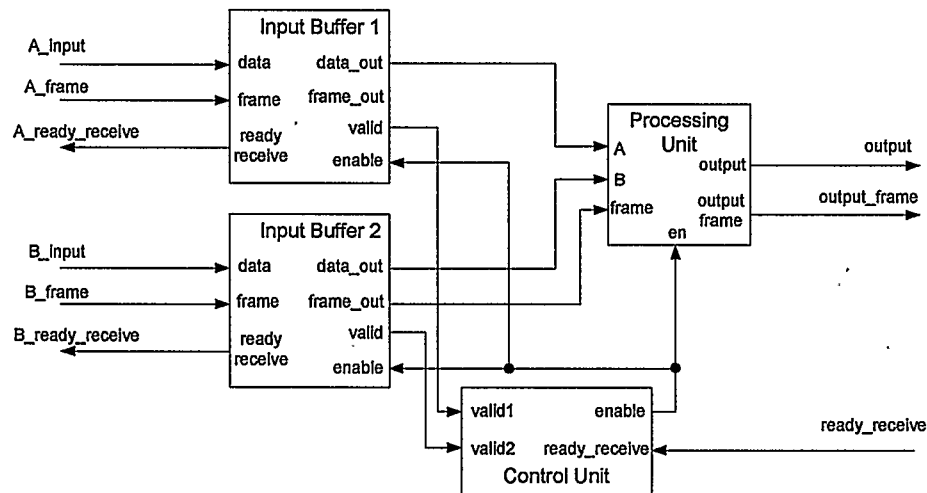 Input Buffer 1
A_input
data
data_out
A_frame
frame
frame_out
A_ready_receive
ready
receive
valid
enable
Processing
Unit
A
B
frame
output
output
frame
en
output
output_frame
Input Buffer 2
B_input
data
data_out
B_frame
frame
frame_out
B_ready_receive
ready
receive
valid
enable
valid1
enable
valid2
ready_receive
Control Unit
ready_receive